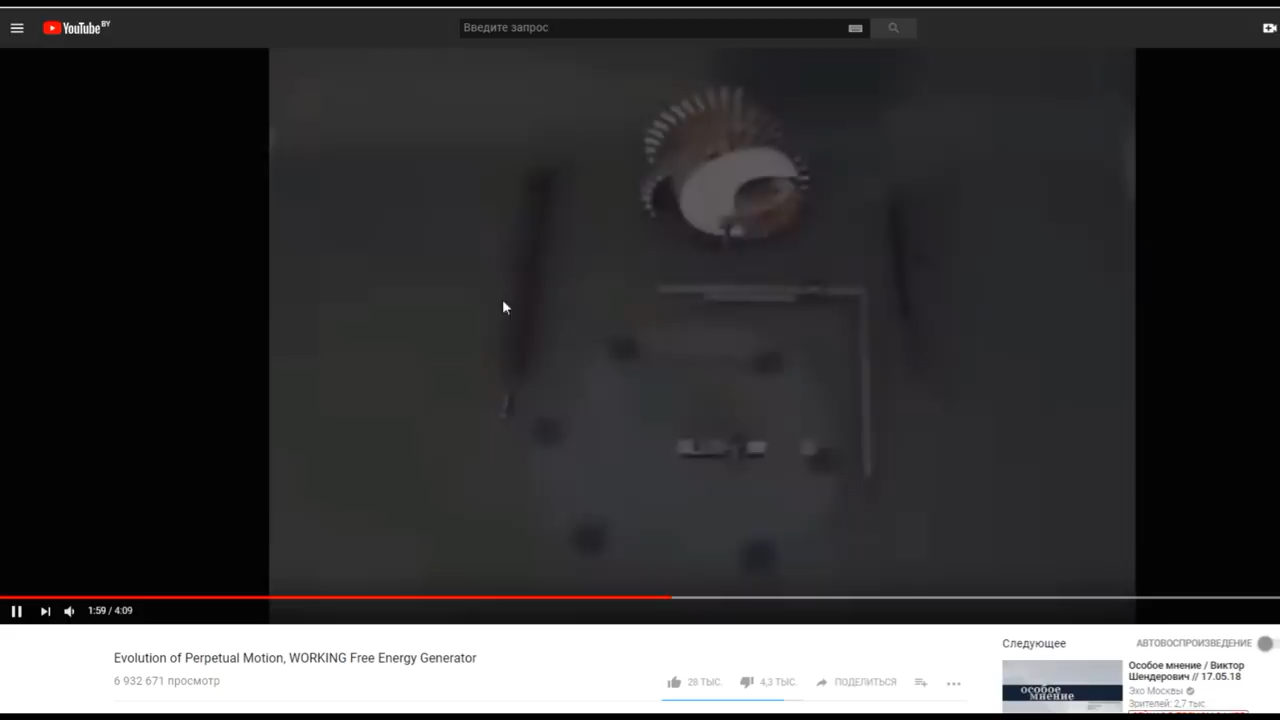 YouTube BY
Введите запрос
1:59 / 4:09
Evolution of Perpetual Motion, WORKING Free Energy Generator
6 932 671 просмотр
28 ТЫС.
4,3 ТЫС.
ПОДЕЛИТЬСЯ
Следующее
АВТОВОСПРОИЗВЕДЕНИЕ
особое
мнение
Особое мнение / Виктор
Шендерович // 17.05.18
Эхо Москвы
Зрителей: 2,7 тыс.